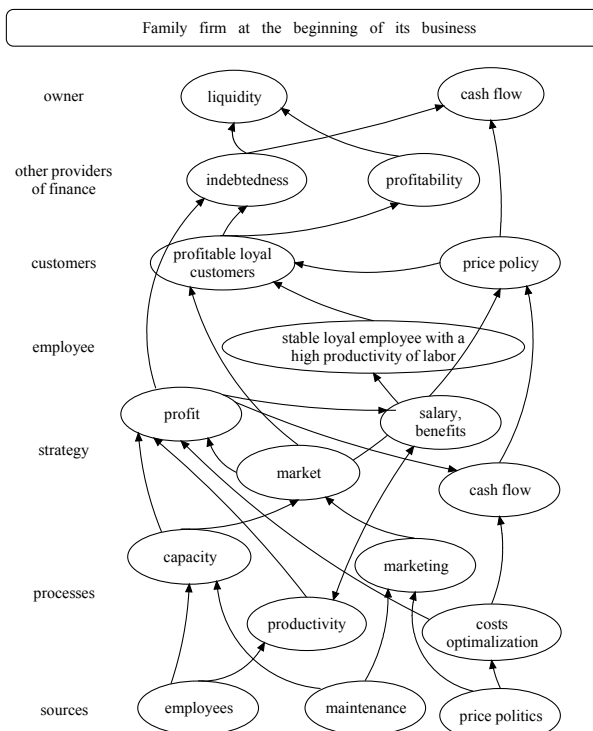 Family firm at the beginning of its business
owner
liquidity
cash flow
other providers
of finance
indebtedness
profitability
customers
profitable loyal
customers
price policy
employee
stable loyal employee with a
high productivity of labor
profit
salary,
benefits
strategy
market
cash flow
capacity
marketing
processes
productivity
costs
optimalization
sources
employees
maintenance
price politics